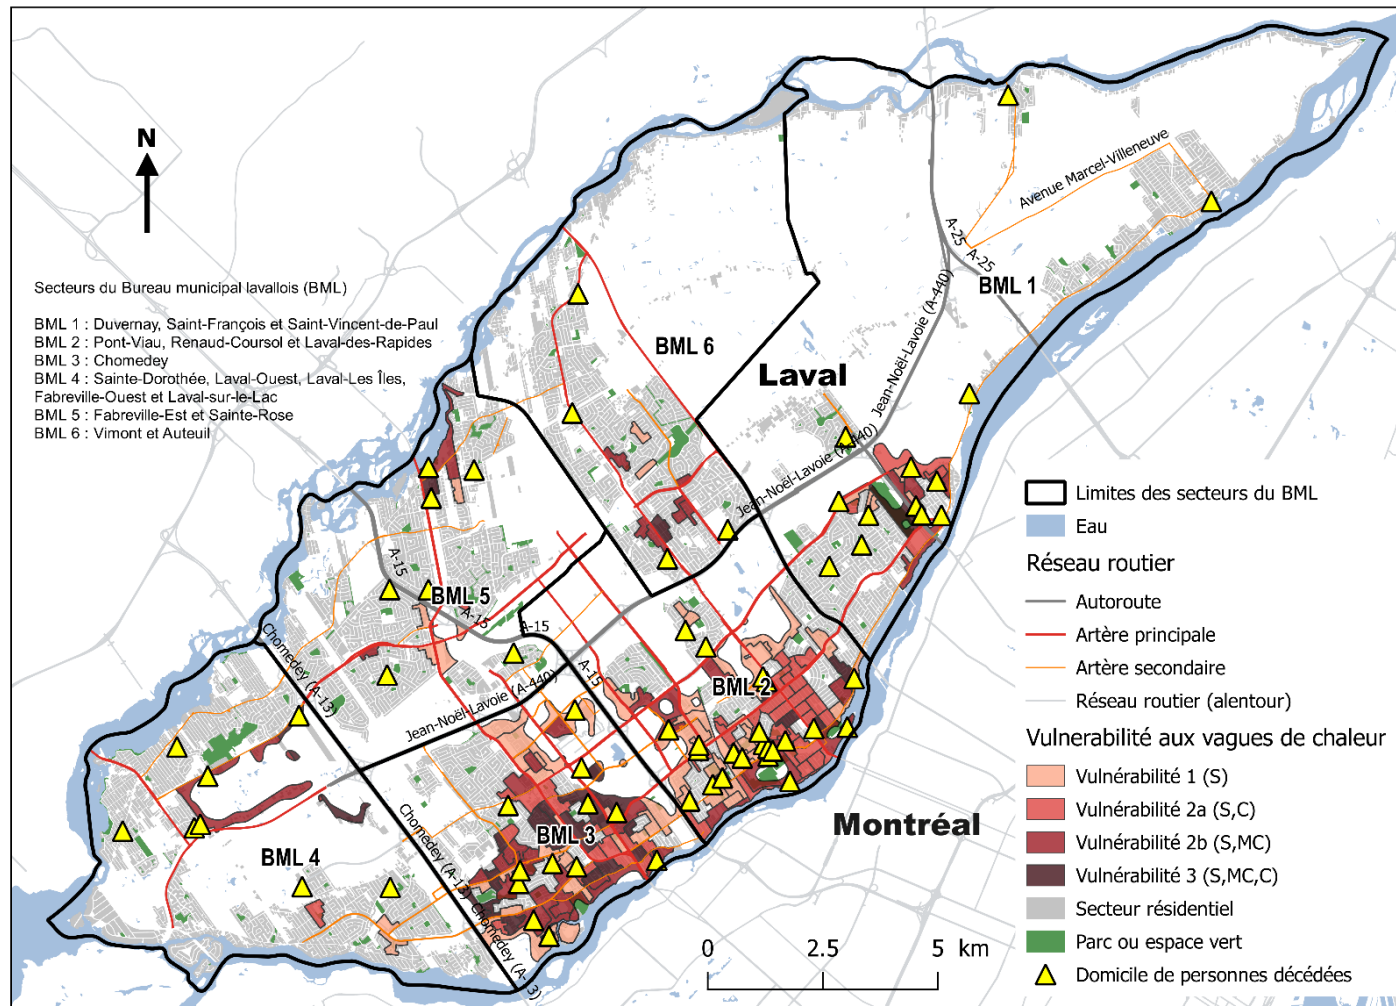 N
Secteurs du Bureau municipal lavallois (BML)
BML 1 : Duvernay, Saint-François et Saint-Vincent-de-Paul
BML 2 : Pont-Viau, Renaud-Coursol et Laval-des-Rapides
BML 3 : Chomedey
BML 4 : Sainte-Dorothée, Laval-Ouest, Laval-Les Îles,
Fabreville-Ouest et Laval-sur-le-Lac
BML 5 : Fabreville-Est et Sainte-Rose
BML 6 : Vimont et Auteuil
Avenue Marcel-Villeneuve
A-25
A-25
BML 1
Jean-Noël-Lavoie (A-440)
BML 6
Laval
Jean-Noël-Lavoie (A-440)
A-15
BML 5
A-15
A-15
A-15
Chomedey (A-13)
Jean-Noël-Lavoie (A-440)
BML 2
BML 3
BML 4
Chomedey (A-13)
Chomedey (A-13)
Montréal
0 2.5 5 km
Limites des secteurs du BML
Eau
Réseau routier
Autoroute
Artère principale
Artère secondaire
Réseau routier (alentour)
Vulnerabilité aux vagues de chaleur
Vulnérabilité 1 (S)
Vulnérabilité 2a (S,C)
Vulnérabilité 2b (S,MC)
Vulnérabilité 3 (S,MC,C)
Secteur résidentiel
Parc ou espace vert
Domicile de personnes décédées